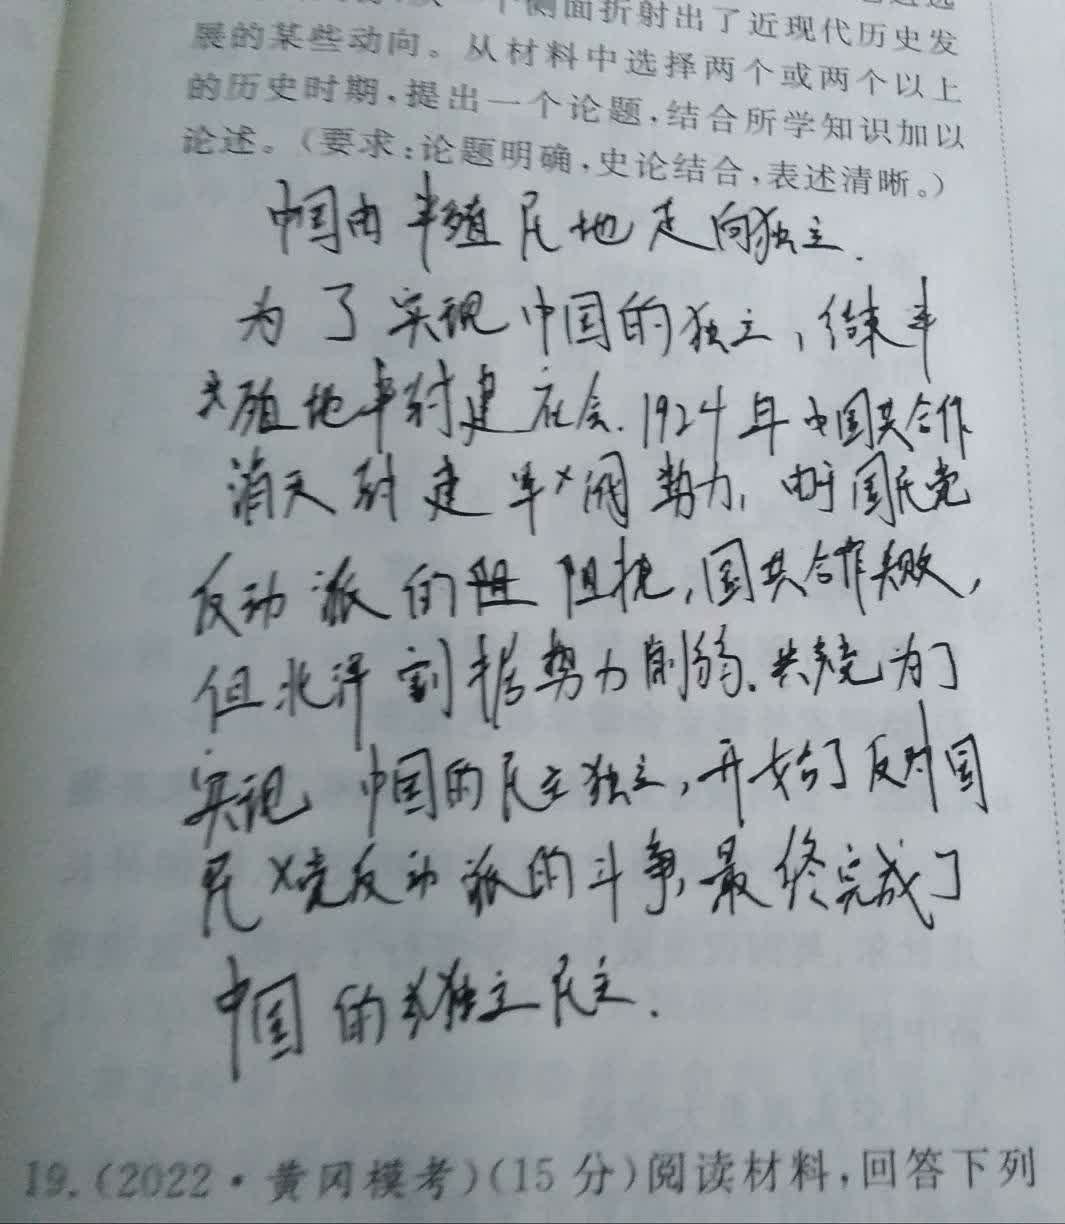 侧面折射出了近现代历史发
展的某些动向。从材料中选择两个或两个以上
的历史时期,提出一个论题,结合所学知识加以
论述。(要求:论题明确,史论结合,表述清晰。)
中国由半殖民地走向独立.
为了实现中国的独立,结束半
殖地半封建社会.1924年中国共合作
消灭封建军阀势力,由于国民党
反动派的阻挠,国共合作失败,
但北洋割据势力削弱.共党为了
实现中国的民主独立,开始了反对国
民党反动派的斗争,最终完成了
中国的独立民主.
19.(2022·黄冈模考)(15分)阅读材料,回答下列